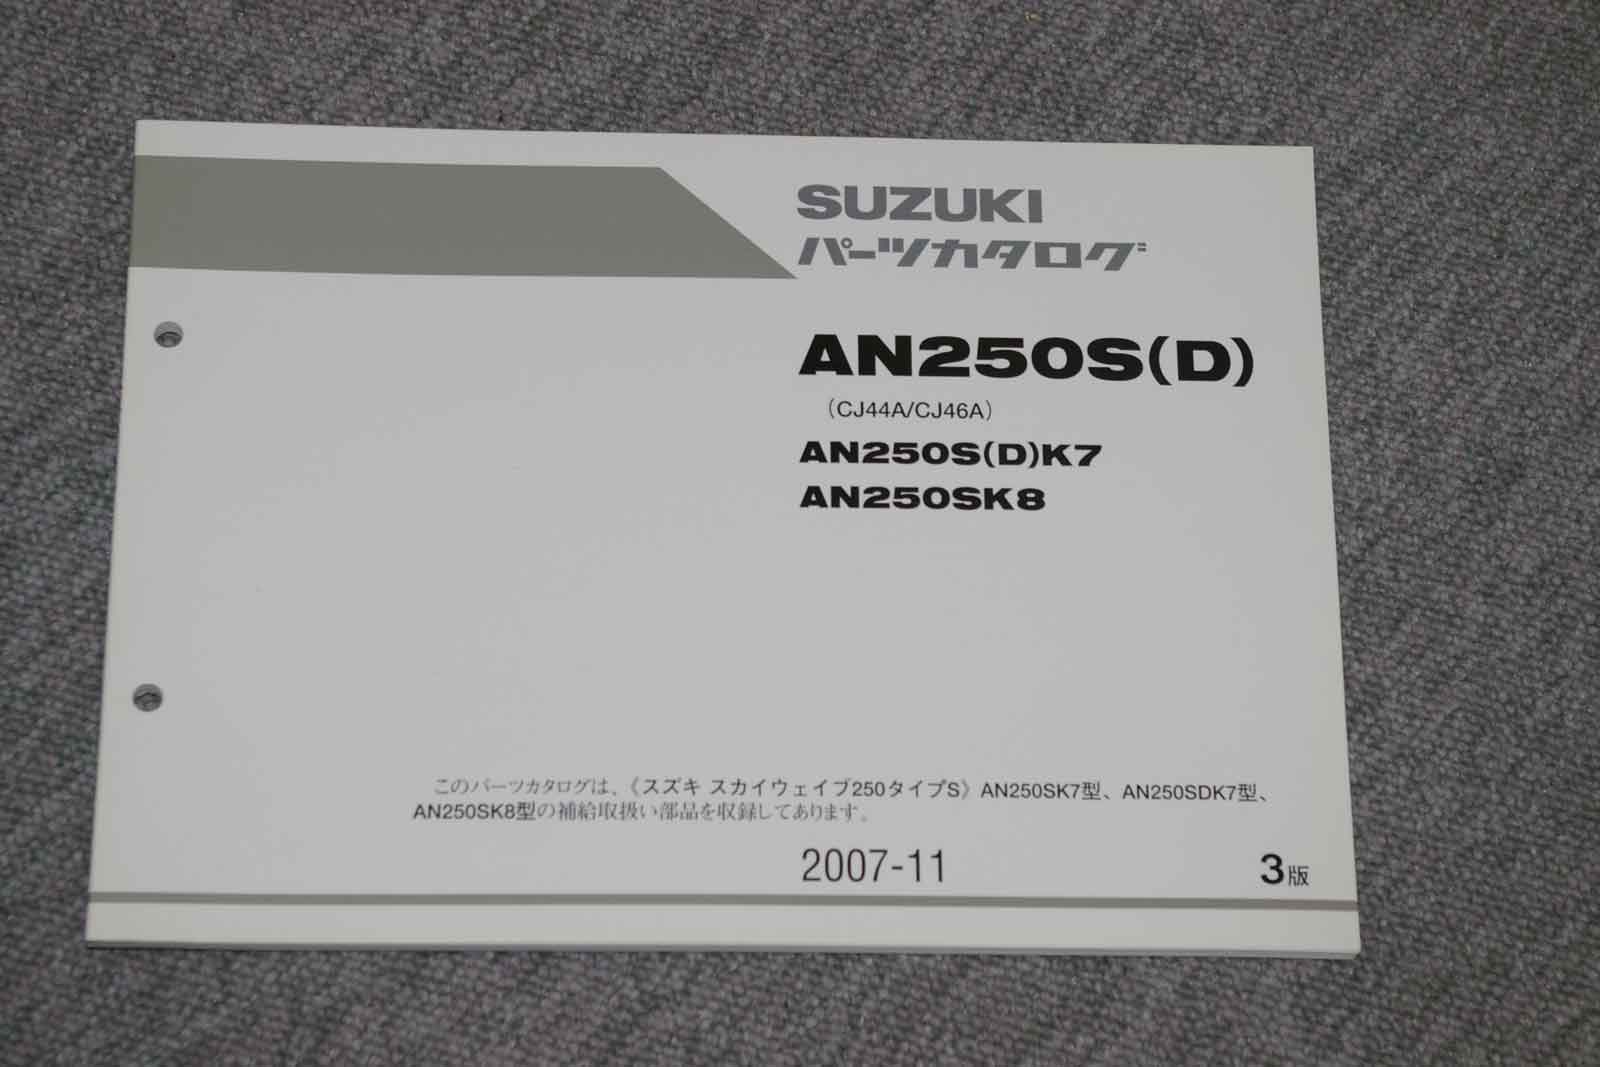 SUZUKI
パーツカタログ
AN250S(D)
(CJ44A/CJ46A)
AN250S(D)K7
AN250SK8
このパーツカタログは、《スズキ スカイウェイブ250タイプS》AN250SK7型、AN250SDK7型、
AN250SK8型の補給取扱い部品を収録してあります。
2007-11
3版